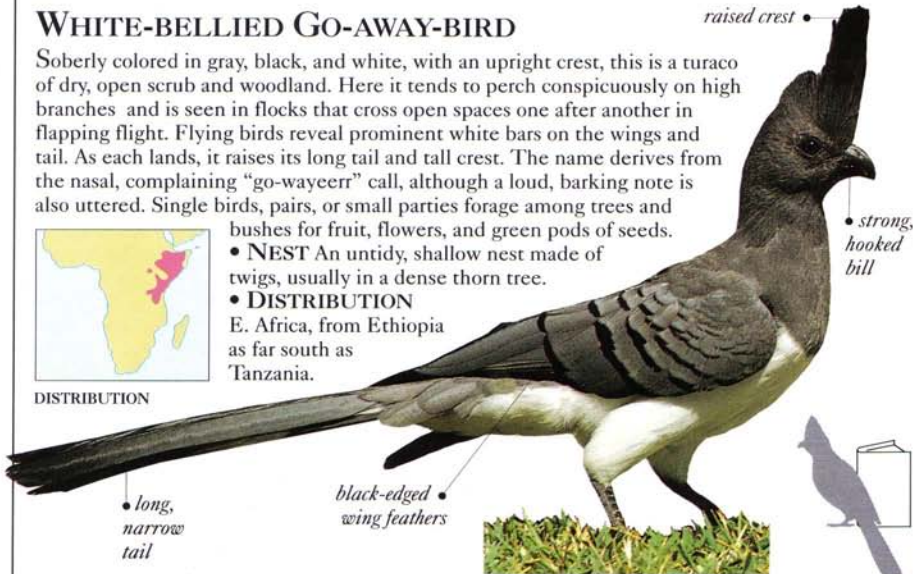 WHITE-BELLIED GO-AWAY-BIRD
raised crest
Soberly colored in gray, black, and white, with an upright crest, this is a turaco
of dry, open scrub and woodland. Here it tends to perch conspicuously on high
branches and is seen in flocks that cross open spaces one after another in
flapping flight. Flying birds reveal prominent white bars on the wings and
tail. As each lands, it raises its long tail and tall crest. The name derives from
the nasal, complaining “go-wayeerr” call, although a loud, barking note is
also uttered. Single birds, pairs, or small parties forage among trees and
bushes for fruit, flowers, and green pods of seeds.
• NEST An untidy, shallow nest made of
twigs, usually in a dense thorn tree.
• DISTRIBUTION
E. Africa, from Ethiopia
as far south as
Tanzania.
DISTRIBUTION
strong,
hooked
bill
long,
narrow
tail
black-edged
wing feathers